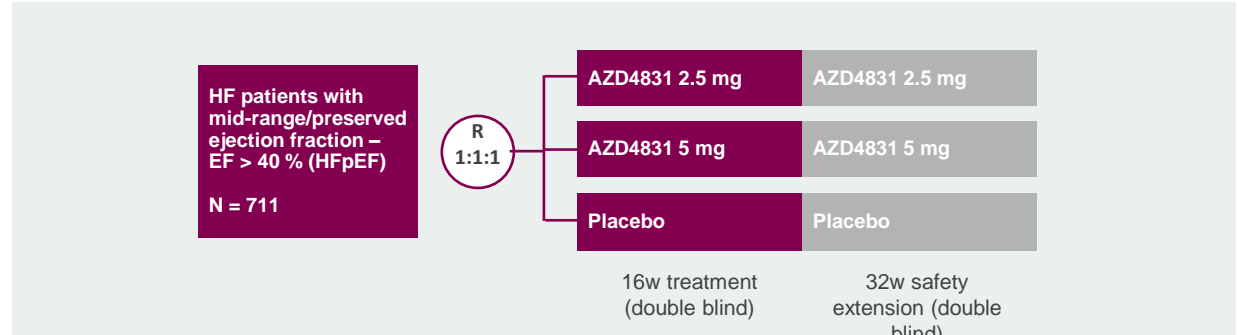 HF patients with
mid-range/preserved
ejection fraction –
EF > 40 % (HFpEF)
N = 711
R
1:1:1
AZD4831 2.5 mg
AZD4831 2.5 mg
AZD4831 5 mg
AZD4831 5 mg
Placebo
Placebo
16w treatment
(double blind)
32w safety
extension (double
blind)